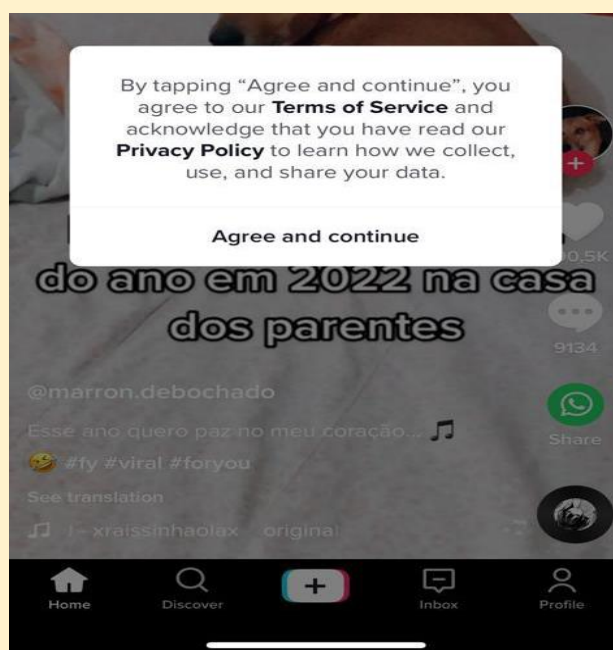 By tapping “Agree and continue”, you
agree to our Terms of Service and
acknowledge that you have read our
Privacy Policy to learn how we collect,
use, and share your data.
Agree and continue
do ano em 2022 na casa
dos parentes
9134
@marron.debochado
Esse ano quero paz no meu coração...
#fy #viral #foryou
Share
See translation
original
Home
Discover
Inbox
Profile